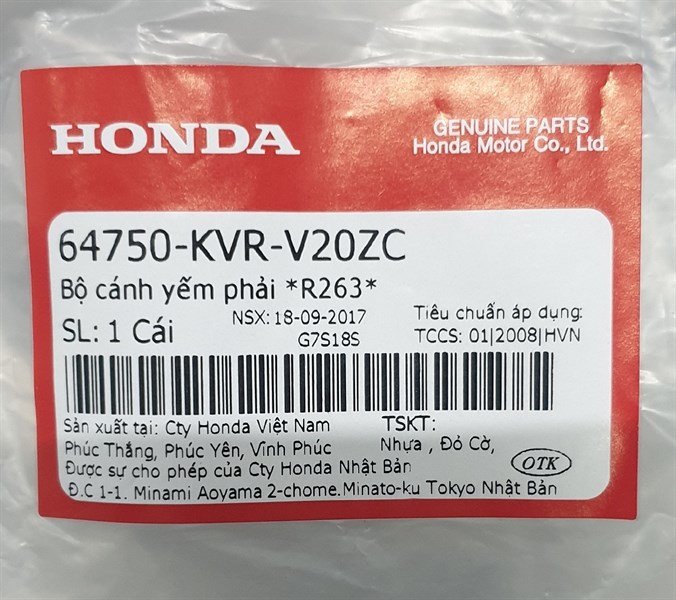 HONDA
GENUINE PARTS
Honda Motor Co., Ltd.
64750-KVR-V20ZC
Bộ cánh yếm phải *R263*
SL: 1 Cái
NSX: 18-09-2017
G7S18S
Tiêu chuẩn áp dụng:
TCCS: 01|2008|HVN
Sản xuất tại: Cty Honda Việt Nam
Phúc Thắng, Phúc Yên, Vĩnh Phúc
Được sự cho phép của Cty Honda Nhật Bản
Đ.C 1-1. Minami Aoyama 2-chome.Minato-ku Tokyo Nhật Bản
TSKT:
Nhựa , Đỏ Cờ,
OTK